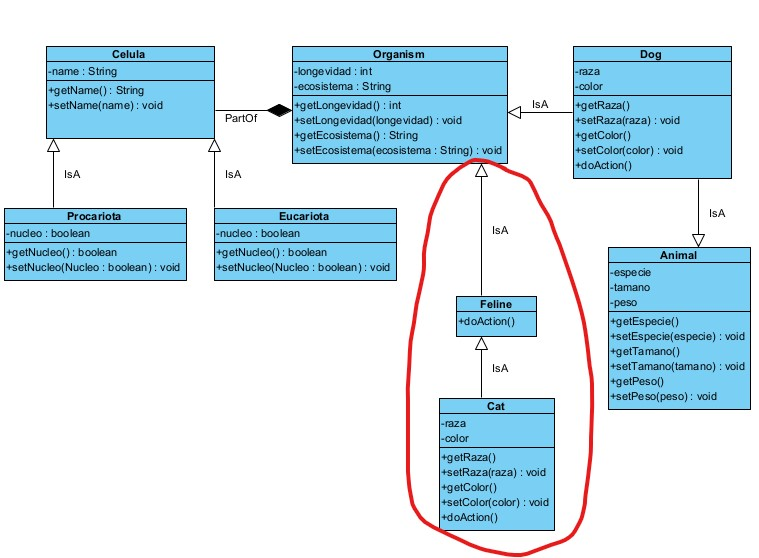 Celula
-name : String
+getName() : String
+setName(name) : void
PartOf
Organism
-longevidad : int
-ecosistema : String
+getLongevidad() : int
+setLongevidad(longevidad) : void
+getEcosistema() : String
+setEcosistema(ecosistema : String) : void
IsA
Dog
-raza
-color
+getRaza()
+setRaza(raza) : void
+getColor()
+setColor(color) : void
+doAction()
IsA
IsA
IsA
IsA
Procariota
-nucleo : boolean
+getNucleo() : boolean
+setNucleo(Nucleo : boolean) : void
Eucariota
-nucleo : boolean
+getNucleo() : boolean
+setNucleo(Nucleo : boolean) : void
Feline
+doAction()
IsA
Cat
-raza
-color
+getRaza()
+setRaza(raza) : void
+getColor()
+setColor(color) : void
+doAction()
Animal
-especie
-tamano
-peso
+getEspecie()
+setEspecie(especie) : void
+getTamano()
+setTamano(tamano) : void
+getPeso()
+setPeso(peso) : void